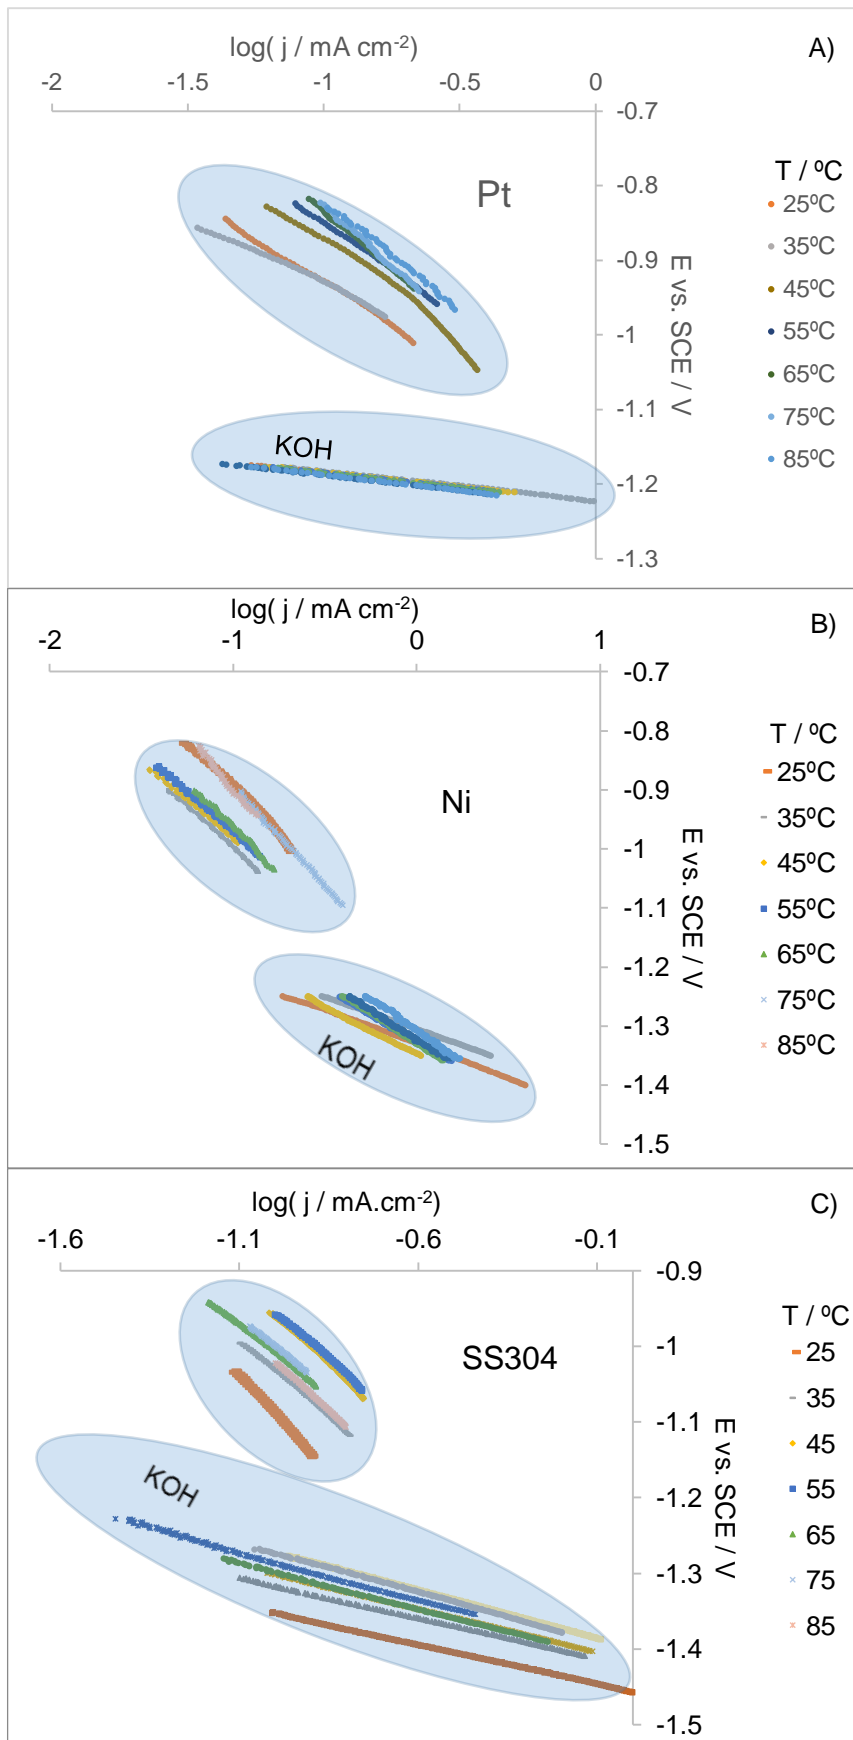 log( j / mA cm-2)
A)
-2 -1.5 -1 -0.5 0
-0.7
-0.8
-0.9
-1
-1.1
-1.2
-1.3
E vs. SCE / V
Pt
KOH
T / ºC
25ºC
35ºC
45ºC
55ºC
65ºC
75ºC
85ºC
log( j / mA cm-2)
B)
-2 -1 0 1
-0.7
-0.8
-0.9
-1
-1.1
-1.2
-1.3
-1.4
-1.5
E vs. SCE / V
Ni
KOH
T / ºC
25ºC
35ºC
45ºC
55ºC
65ºC
75ºC
85ºC
log( j / mA.cm-2)
C)
-1.6 -1.1 -0.6 -0.1
-0.9
-1
-1.1
-1.2
-1.3
-1.4
-1.5
E vs. SCE / V
SS304
KOH
T / ºC
25
35
45
55
65
75
85